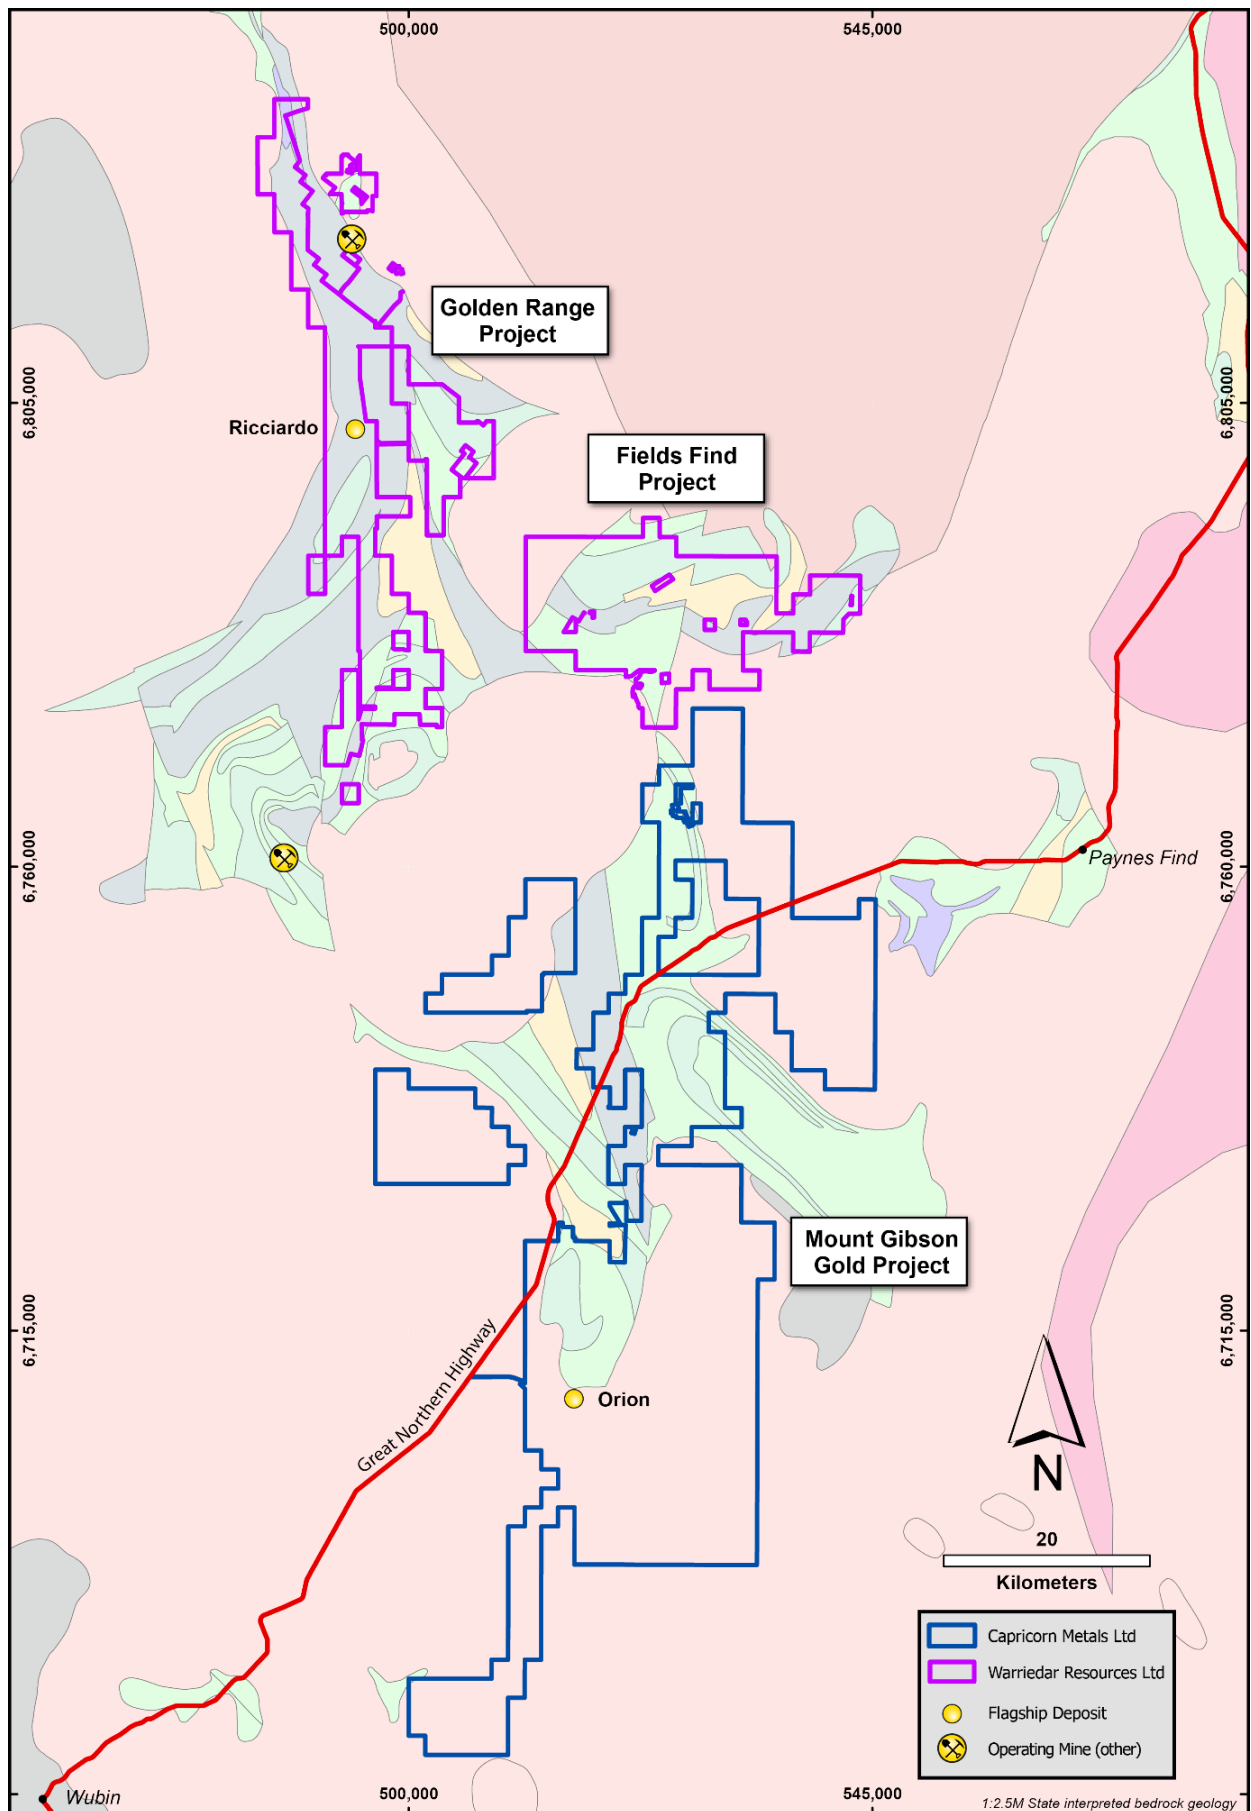 500,000
545,000
Golden Range
Project
6,805,000
6,805,000
Ricciardo
Fields Find
Project
Paynes Find
6,760,000
6,760,000
Mount Gibson
Gold Project
6,715,000
6,715,000
Great Northern Highway
Orion
N
20
Kilometers
Capricorn Metals Ltd
Warriedar Resources Ltd
Flagship Deposit
Operating Mine (other)
Wubin
500,000
545,000
1:2.5M State interpreted bedrock geology